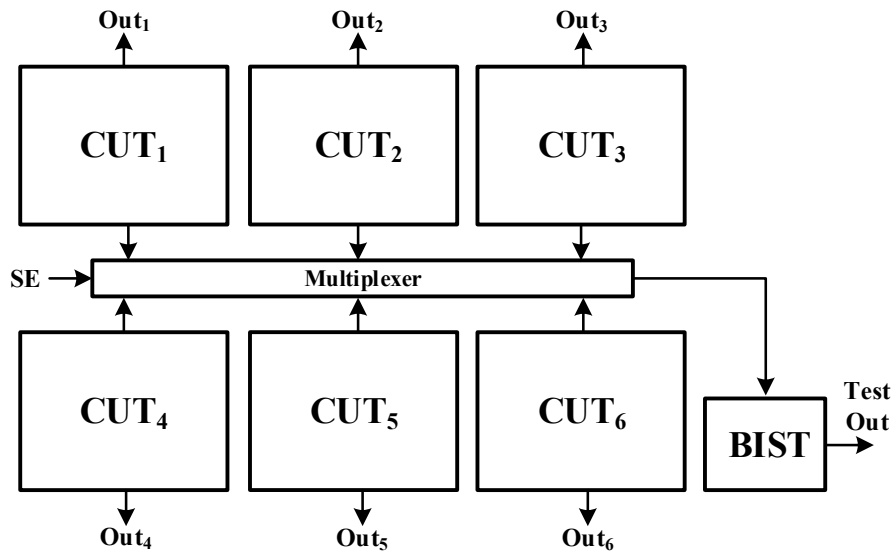 Out₁ Out₂ Out₃
CUT₁ CUT₂ CUT₃
SE Multiplexer
CUT₄ CUT₅ CUT₆
Test
Out
BIST
Out₄ Out₅ Out₆